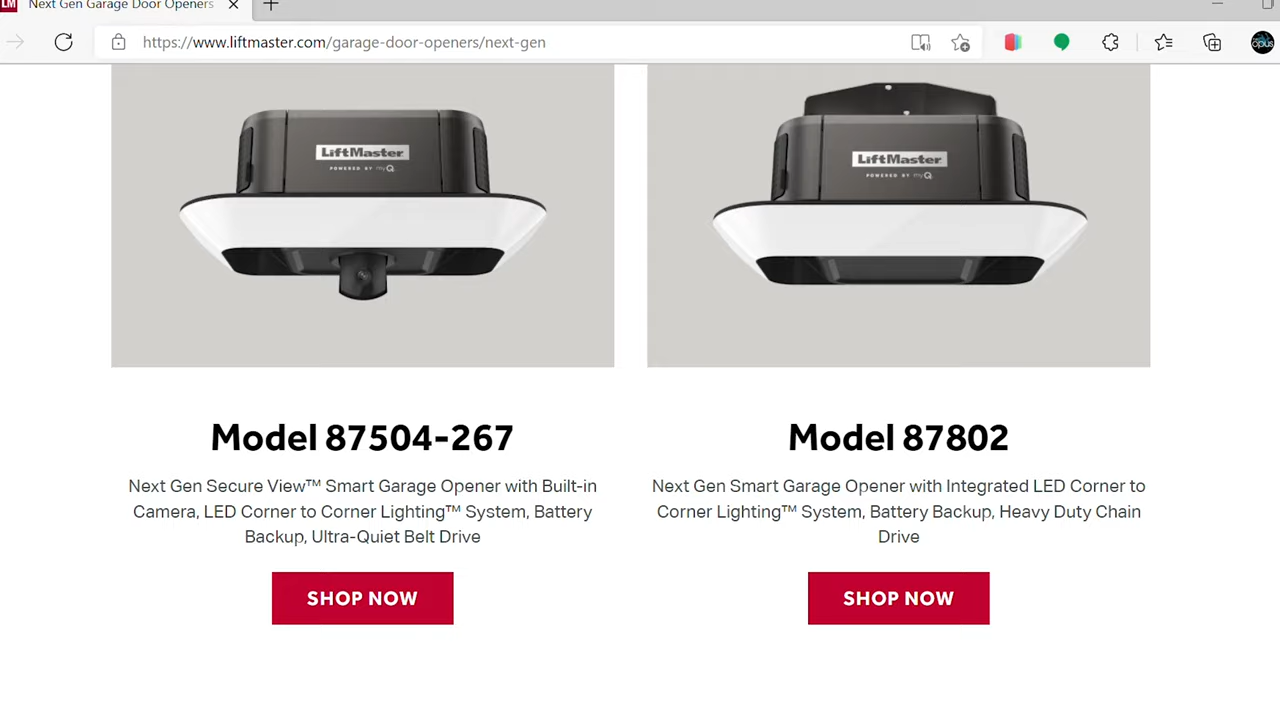 LM Next Gen Garage Door Openers
https://www.liftmaster.com/garage-door-openers/next-gen
opus
LiftMaster
POWERED BY myQ
LiftMaster
POWERED BY myQ
Model 87504-267
Next Gen Secure View™ Smart Garage Opener with Built-in
Camera, LED Corner to Corner Lighting™ System, Battery
Backup, Ultra-Quiet Belt Drive
SHOP NOW
Model 87802
Next Gen Smart Garage Opener with Integrated LED Corner to
Corner Lighting™ System, Battery Backup, Heavy Duty Chain
Drive
SHOP NOW